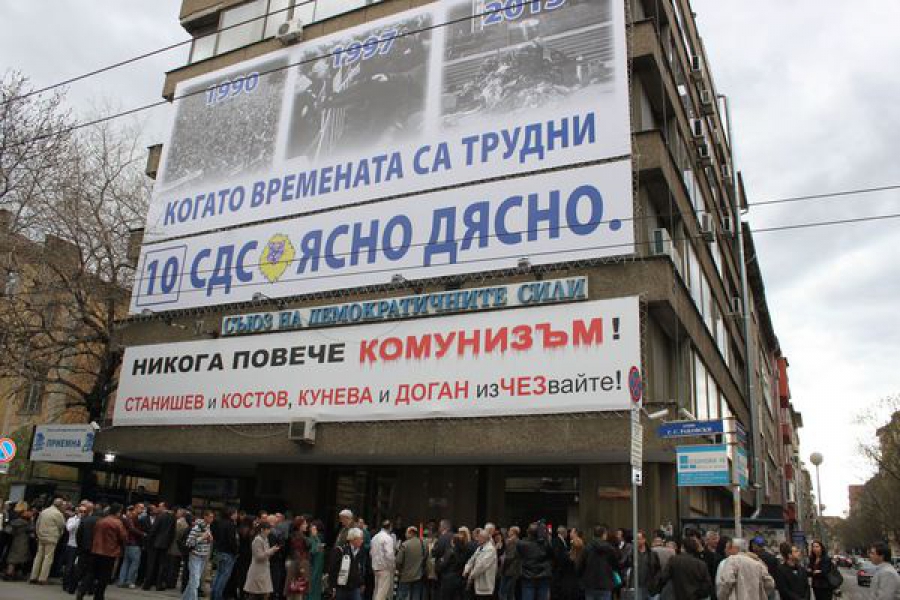 1990 1997 2013
КОГАТО ВРЕМЕНАТА СА ТРУДНИ
10 СДС ЯСНО ДЯСНО.
СЪЮЗ НА ДЕМОКРАТИЧНИТЕ СИЛИ
НИКОГА ПОВЕЧЕ КОМУНИЗЪМ!
СТАНИШЕВ и КОСТОВ, КУНЕВА и ДОГАН изЧЕЗвайте!
ПРИЕМНА
Г. С. РАКОВСКИ